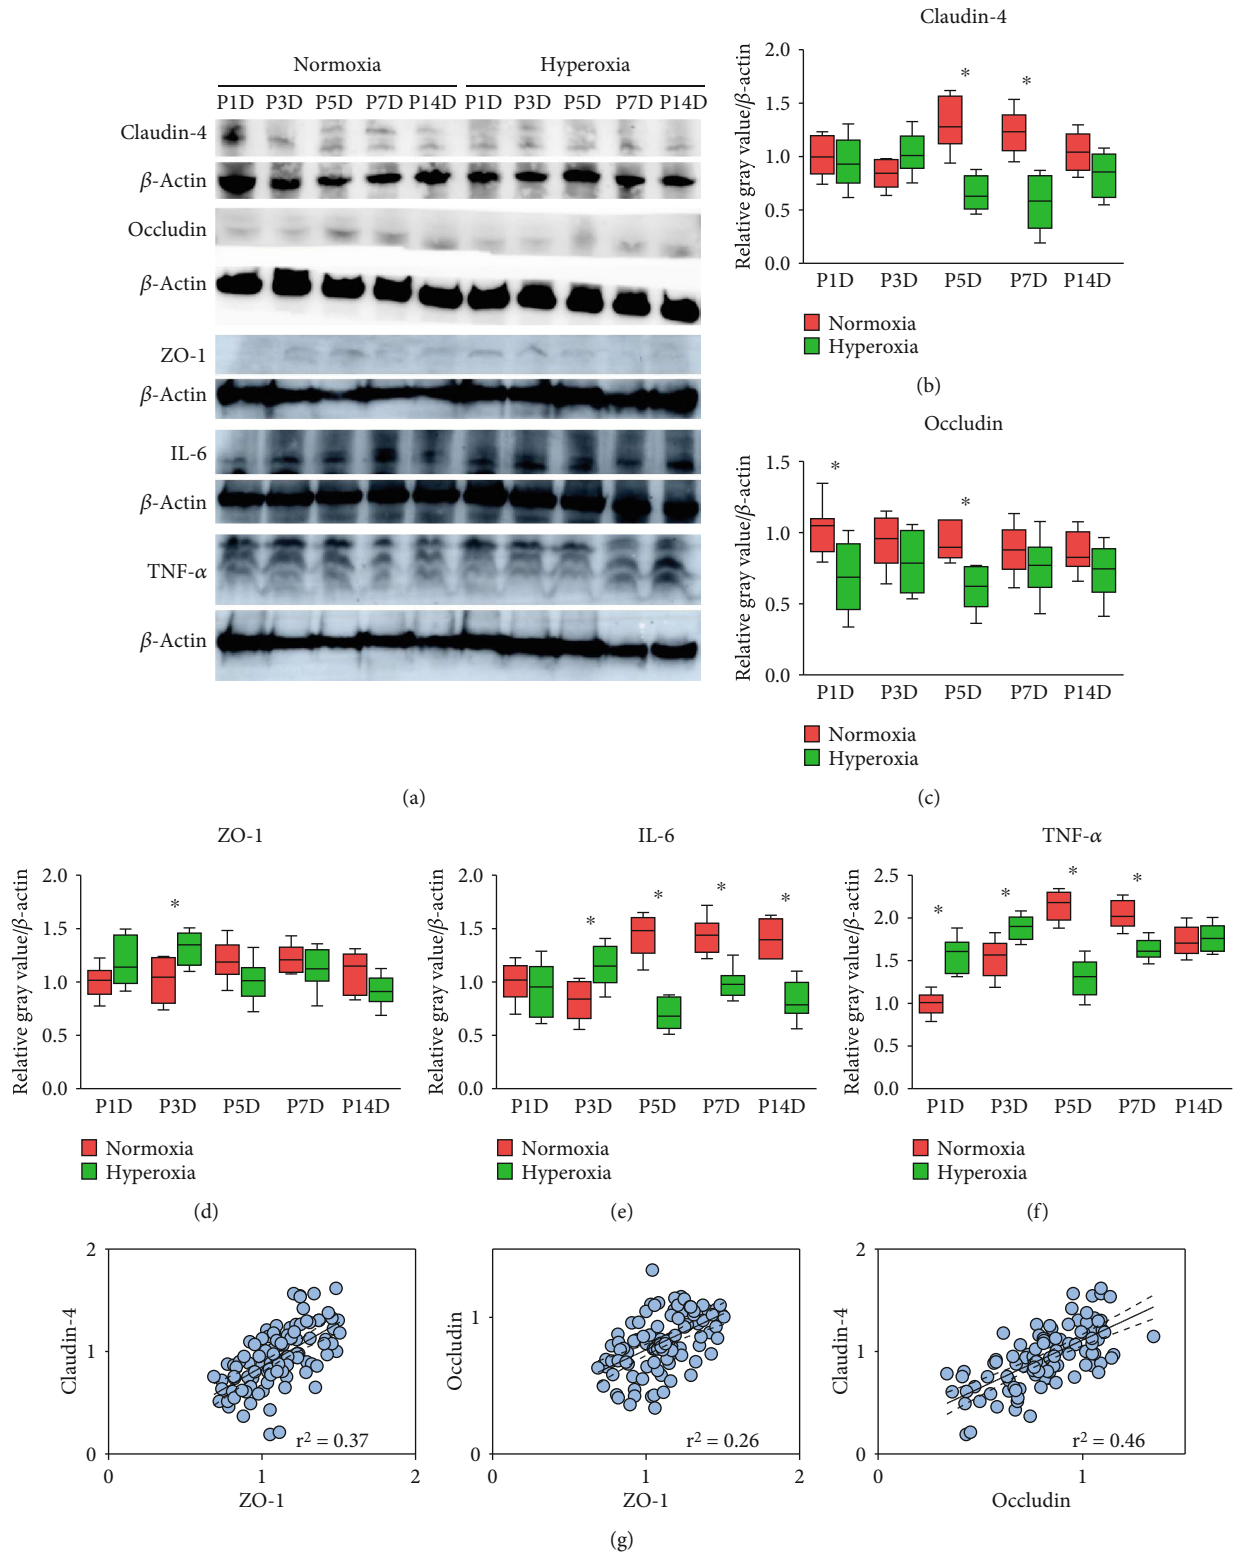 Normoxia Hyperoxia
P1D P3D P5D P7D P14D P1D P3D P5D P7D P14D
Claudin-4
β-Actin
Occludin
β-Actin
ZO-1
β-Actin
IL-6
β-Actin
TNF-α
β-Actin
(a)
Claudin-4
Relative gray value/β-actin
2.0
1.5
1.0
0.5
0.0
* *
P1D P3D P5D P7D P14D
Normoxia
Hyperoxia
(b)
Occludin
Relative gray value/β-actin
1.5
1.0
0.5
0.0
* *
P1D P3D P5D P7D P14D
Normoxia
Hyperoxia
(c)
ZO-1
Relative gray value/β-actin
2.0
1.5
1.0
0.5
0.0
*
P1D P3D P5D P7D P14D
Normoxia
Hyperoxia
(d)
IL-6
Relative gray value/β-actin
2.0
1.5
1.0
0.5
0.0
* * * *
P1D P3D P5D P7D P14D
Normoxia
Hyperoxia
(e)
TNF-α
Relative gray value/β-actin
2.5
2.0
1.5
1.0
0.5
0.0
* * * *
P1D P3D P5D P7D P14D
Normoxia
Hyperoxia
(f)
Claudin-4
2
1
0
r² = 0.37
0 1 2
ZO-1
Occludin
1
0
r² = 0.26
0 1 2
ZO-1
Claudin-4
2
1
0
r² = 0.46
0 1
Occludin
(g)